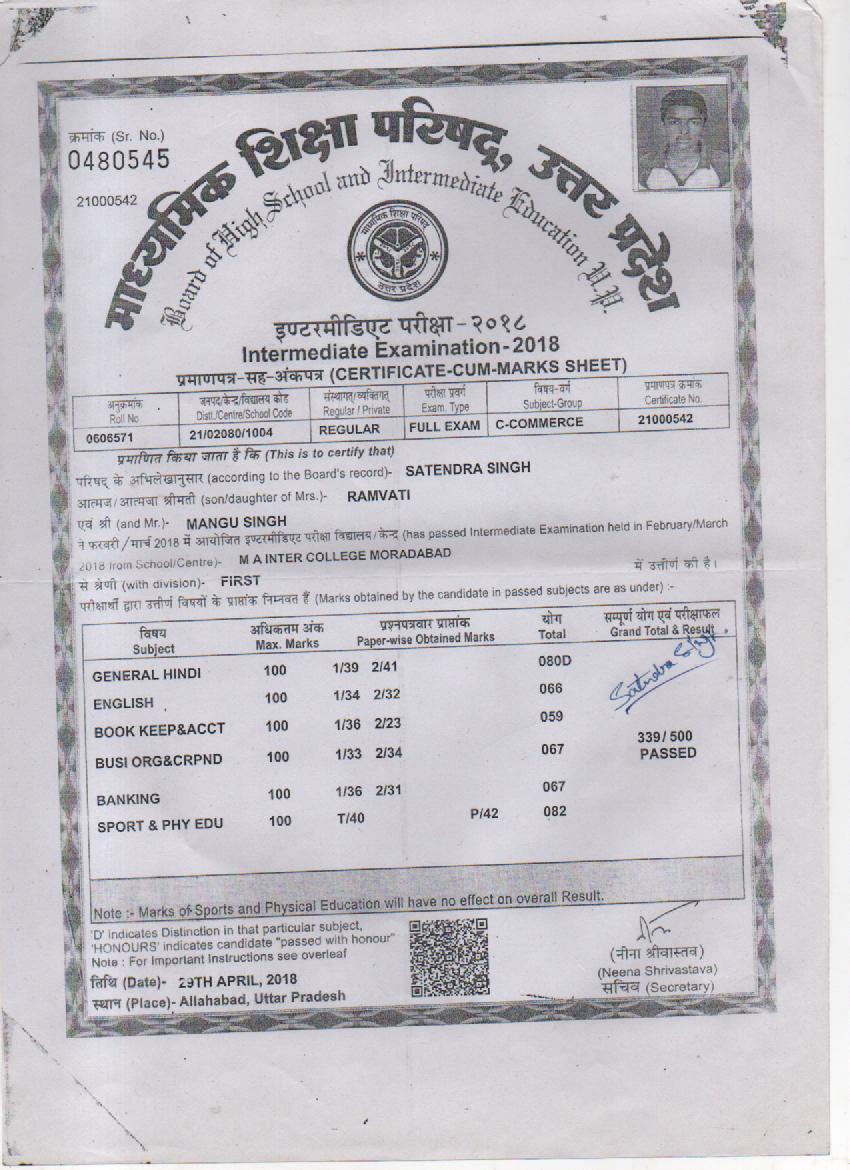 क्रमांक (Sr. No.)
0480545
21000542
माध्यमिक शिक्षा परिषद्, उत्तर प्रदेश
Board of High School and Intermediate Education U.P.
माध्यमिक शिक्षा परिषद
उत्तर प्रदेश
इण्टरमीडिएट परीक्षा - २०१८
Intermediate Examination-2018
प्रमाणपत्र-सह-अंकपत्र (CERTIFICATE-CUM-MARKS SHEET)
अनुक्रमांक जनपद/केन्द्र/विद्यालय कोड संस्थागत/व्यक्तिगत् परीक्षा प्रवर्ग विषय-वर्ग प्रमाणपत्र क्रमांक
Roll No Distt./Centre/School Code Regular / Private Exam. Type Subject-Group Certificate No.
0606571 21/02080/1004 REGULAR FULL EXAM C-COMMERCE 21000542
प्रमाणित किया जाता है कि (This is to certify that)
परिषद् के अभिलेखानुसार (according to the Board's record)- SATENDRA SINGH
आत्मज/आत्मजा श्रीमती (son/daughter of Mrs.)- RAMVATI
एवं श्री (and Mr.)- MANGU SINGH
ने फरवरी/मार्च 2018 में आयोजित इण्टरमीडिएट परीक्षा विद्यालय/केन्द्र (has passed Intermediate Examination held in February/March
2018 from School/Centre)- M A INTER COLLEGE MORADABAD में उत्तीर्ण की है।
से श्रेणी (with division)- FIRST
परीक्षार्थी द्वारा उत्तीर्ण विषयों के प्राप्तांक निम्नवत हैं (Marks obtained by the candidate in passed subjects are as under) :-
विषय अधिकतम अंक प्रश्नपत्रवार प्राप्तांक योग सम्पूर्ण योग एवं परीक्षाफल
Subject Max. Marks Paper-wise Obtained Marks Total Grand Total & Result
GENERAL HINDI 100 1/39 2/41 080D
Satendra Singh
ENGLISH 100 1/34 2/32 066
BOOK KEEP&ACCT 100 1/36 2/23 059
339/500
BUSI ORG&CRPND 100 1/33 2/34 067 PASSED
BANKING 100 1/36 2/31 067
SPORT & PHY EDU 100 T/40 P/42 082
Note :- Marks of Sports and Physical Education will have no effect on overall Result.
'D' indicates Distinction in that particular subject,
'HONOURS' indicates candidate "passed with honour"
Note : For Important Instructions see overleaf
तिथि (Date)- 29TH APRIL, 2018
स्थान (Place)- Allahabad, Uttar Pradesh
(नीना श्रीवास्तव)
(Neena Shrivastava)
सचिव (Secretary)